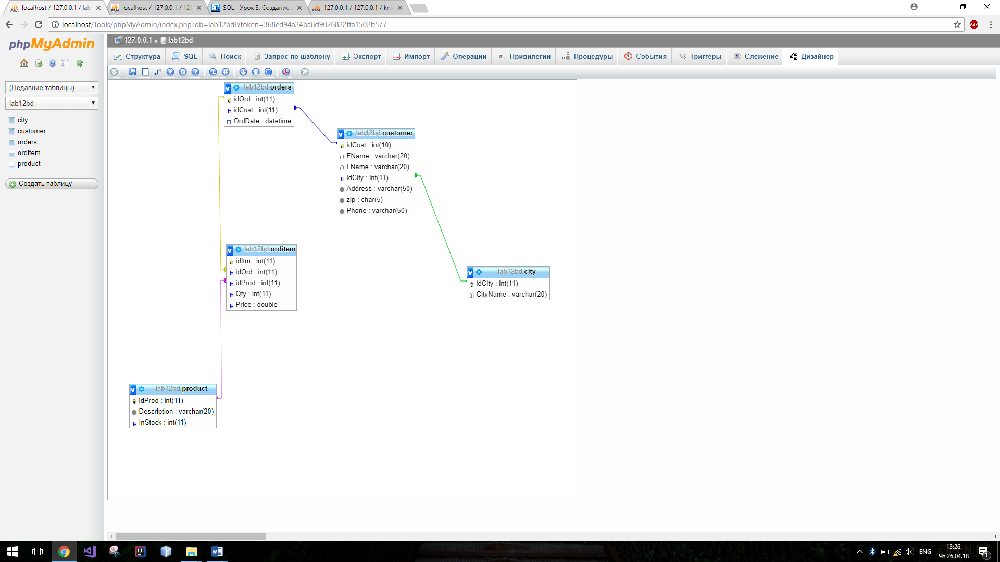 localhost / 127.0.0.1 / lab
localhost / 127.0.0.1 / 123
SQL - Урок 3. Создание
127.0.0.1 / 127.0.0.1 / kni
localhost/Tools/phpMyAdmin/index.php?db=lab12bd&token=368ed94a24ba8d9026822ffa1502b577
ABP
phpMyAdmin
(Недавние таблицы) ...
lab12bd
city
customer
orders
orditem
product
Создать таблицу
127.0.0.1 » lab12bd
Структура
SQL
Поиск
Запрос по шаблону
Экспорт
Импорт
Операции
Привилегии
Процедуры
События
Триггеры
Слежение
Дизайнер
v lab12bd.orders
idOrd : int(11)
# idCust : int(11)
OrdDate : datetime
v lab12bd.customer
idCust : int(10)
FName : varchar(20)
LName : varchar(20)
# idCity : int(11)
Address : varchar(50)
zip : char(5)
Phone : varchar(50)
v lab12bd.orditem
idItm : int(11)
# idOrd : int(11)
# idProd : int(11)
# Qty : int(11)
# Price : double
v lab12bd.city
idCity : int(11)
CityName : varchar(20)
v lab12bd.product
idProd : int(11)
Description : varchar(20)
# InStock : int(11)
ENG
13:26
Чт 26.04.18
1